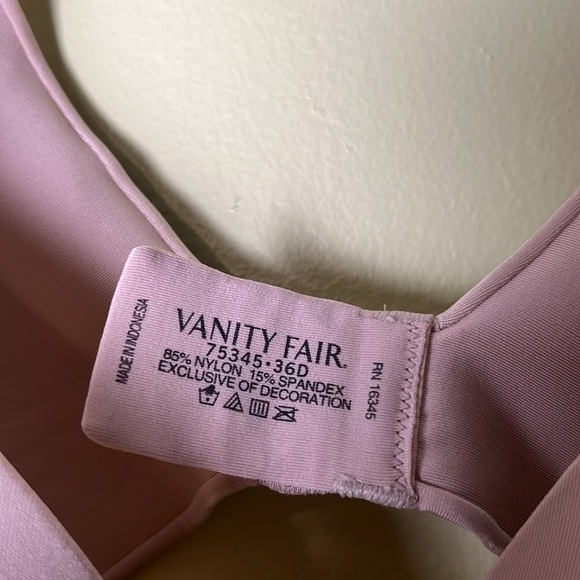 MADE IN INDONESIA
VANITY FAIR®
75345•36D
85% NYLON 15% SPANDEX
EXCLUSIVE OF DECORATION
RN 16345